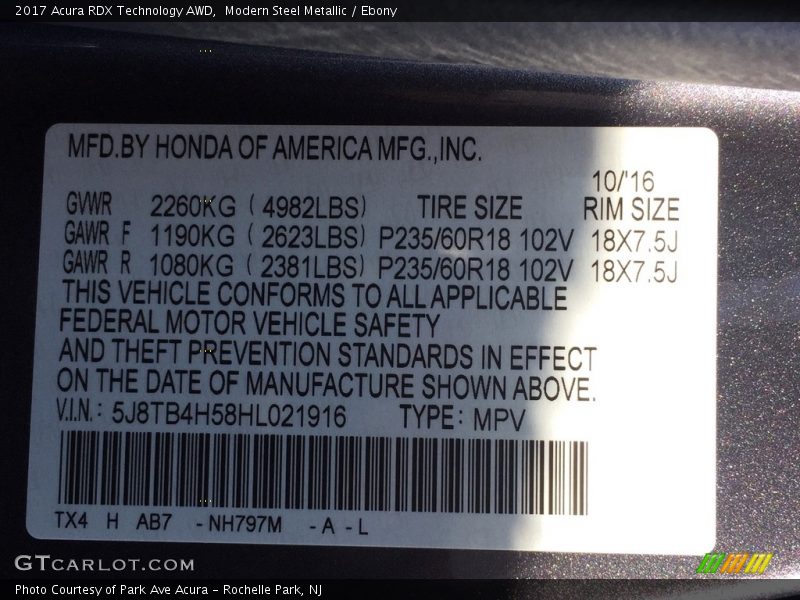 2017 Acura RDX Technology AWD,  Modern Steel Metallic / Ebony
MFD.BY HONDA OF AMERICA MFG.,INC.
10/'16
GVWR 2260KG ( 4982LBS) TIRE SIZE RIM SIZE
GAWR F 1190KG ( 2623LBS) P235/60R18 102V 18X7.5J
GAWR R 1080KG ( 2381LBS) P235/60R18 102V 18X7.5J
THIS VEHICLE CONFORMS TO ALL APPLICABLE
FEDERAL MOTOR VEHICLE SAFETY
AND THEFT PREVENTION STANDARDS IN EFFECT
ON THE DATE OF MANUFACTURE SHOWN ABOVE.
V.I.N.: 5J8TB4H58HL021916 TYPE: MPV
TX4 H AB7 -NH797M -A -L
GTCARLOT.COM
Photo Courtesy of Park Ave Acura - Rochelle Park, NJ